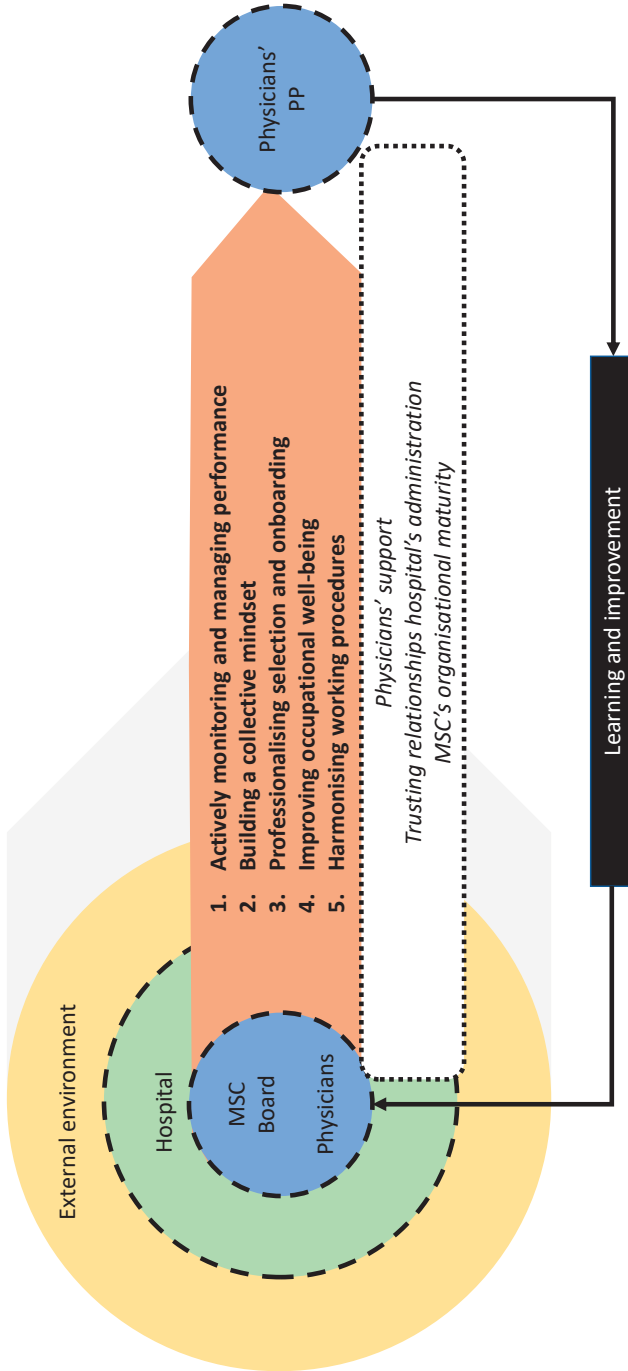 External environment
Hospital
MSC
Board
Physicians
1. Actively monitoring and managing performance
2. Building a collective mindset
3. Professionalising selection and onboarding
4. Improving occupational well-being
5. Harmonising working procedures
Physicians’ support
Trusting relationships hospital’s administration
MSC’s organisational maturity
Physicians’
PP
Learning and improvement